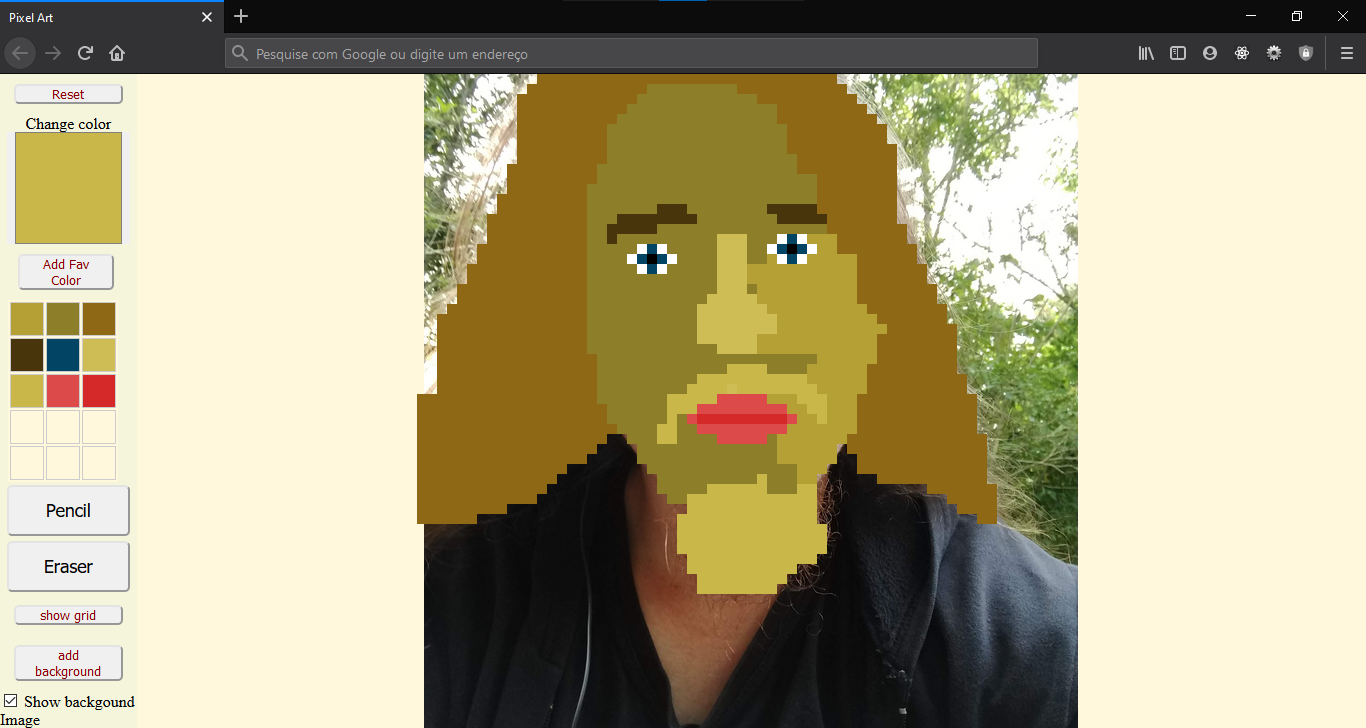 Pixel Art
Pesquise com Google ou digite um endereço
Reset
Change color
Add Fav
Color
Pencil
Eraser
show grid
add
background
Show backgound
Image